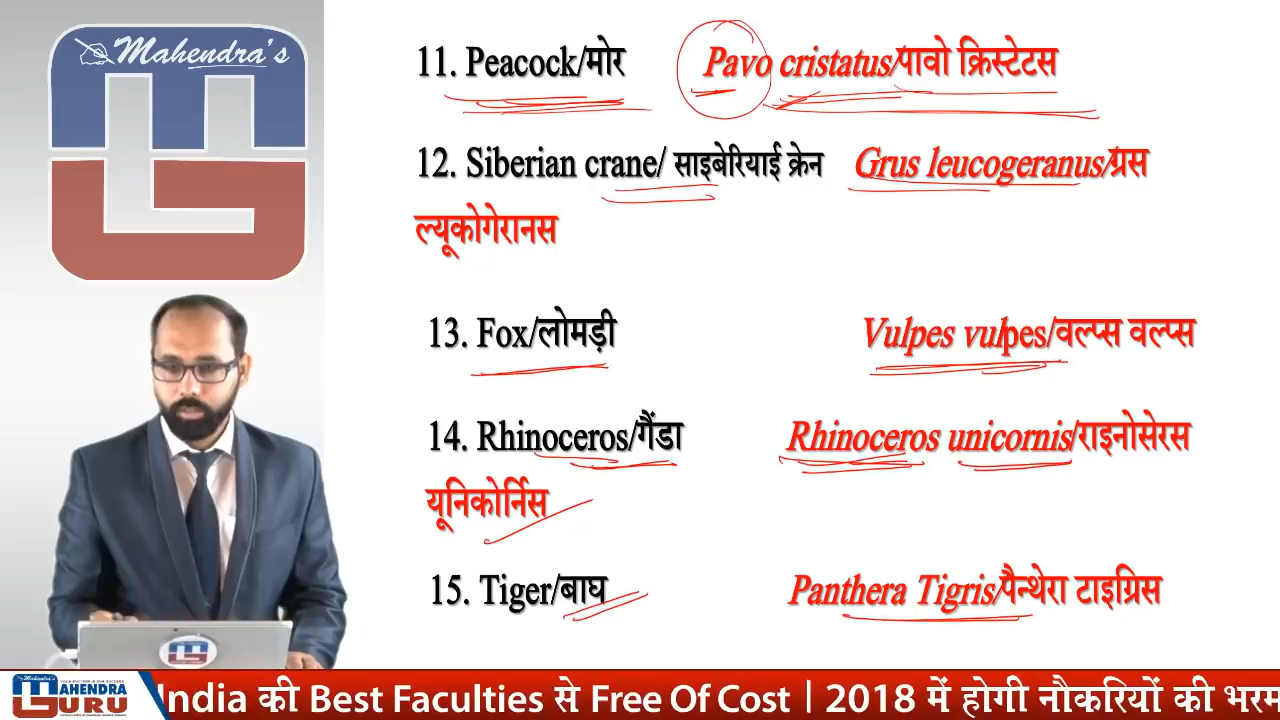 Mahendra's
11. Peacock/मोर Pavo cristatus/पावो क्रिस्टेटस
12. Siberian crane/ साइबेरियाई क्रेन Grus leucogeranus/ग्रस
ल्यूकोगेरानस
13. Fox/लोमड़ी Vulpes vulpes/वल्प्स वल्प्स
14. Rhinoceros/गैंडा Rhinoceros unicornis/राइनोसेरस
यूनिकोर्निस
15. Tiger/बाघ Panthera Tigris/पैन्थेरा टाइग्रिस
Mahendra's
MAHENDRA
GURU
India की Best Faculties से Free Of Cost | 2018 में होगी नौकरियों की भरम